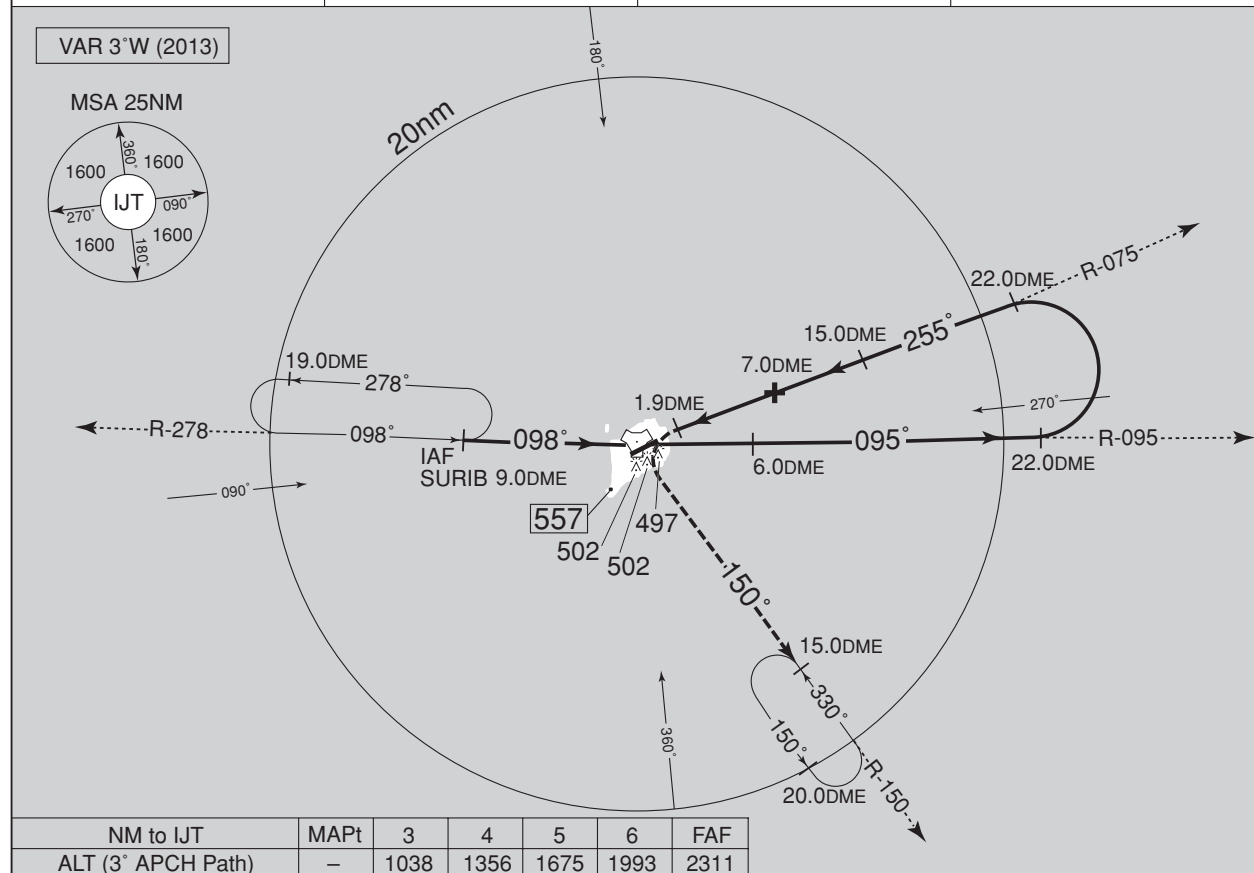 VAR 3°W (2013)
MSA 25NM
360°
1600
1600
IJT
270°
090°
1600
1600
180°
180°
20nm
R-075
22.0DME
255°
15.0DME
7.0DME
19.0DME
278°
1.9DME
270°
R-278
098°
098°
095°
R-095
IAF
SURIB 9.0DME
6.0DME
22.0DME
090°
557
497
502
502
150°
15.0DME
330°
360°
150°
R-150
20.0DME
NM to IJT MAPt 3 4 5 6 FAF
ALT (3° APCH Path) – 1038 1356 1675 1993 2311